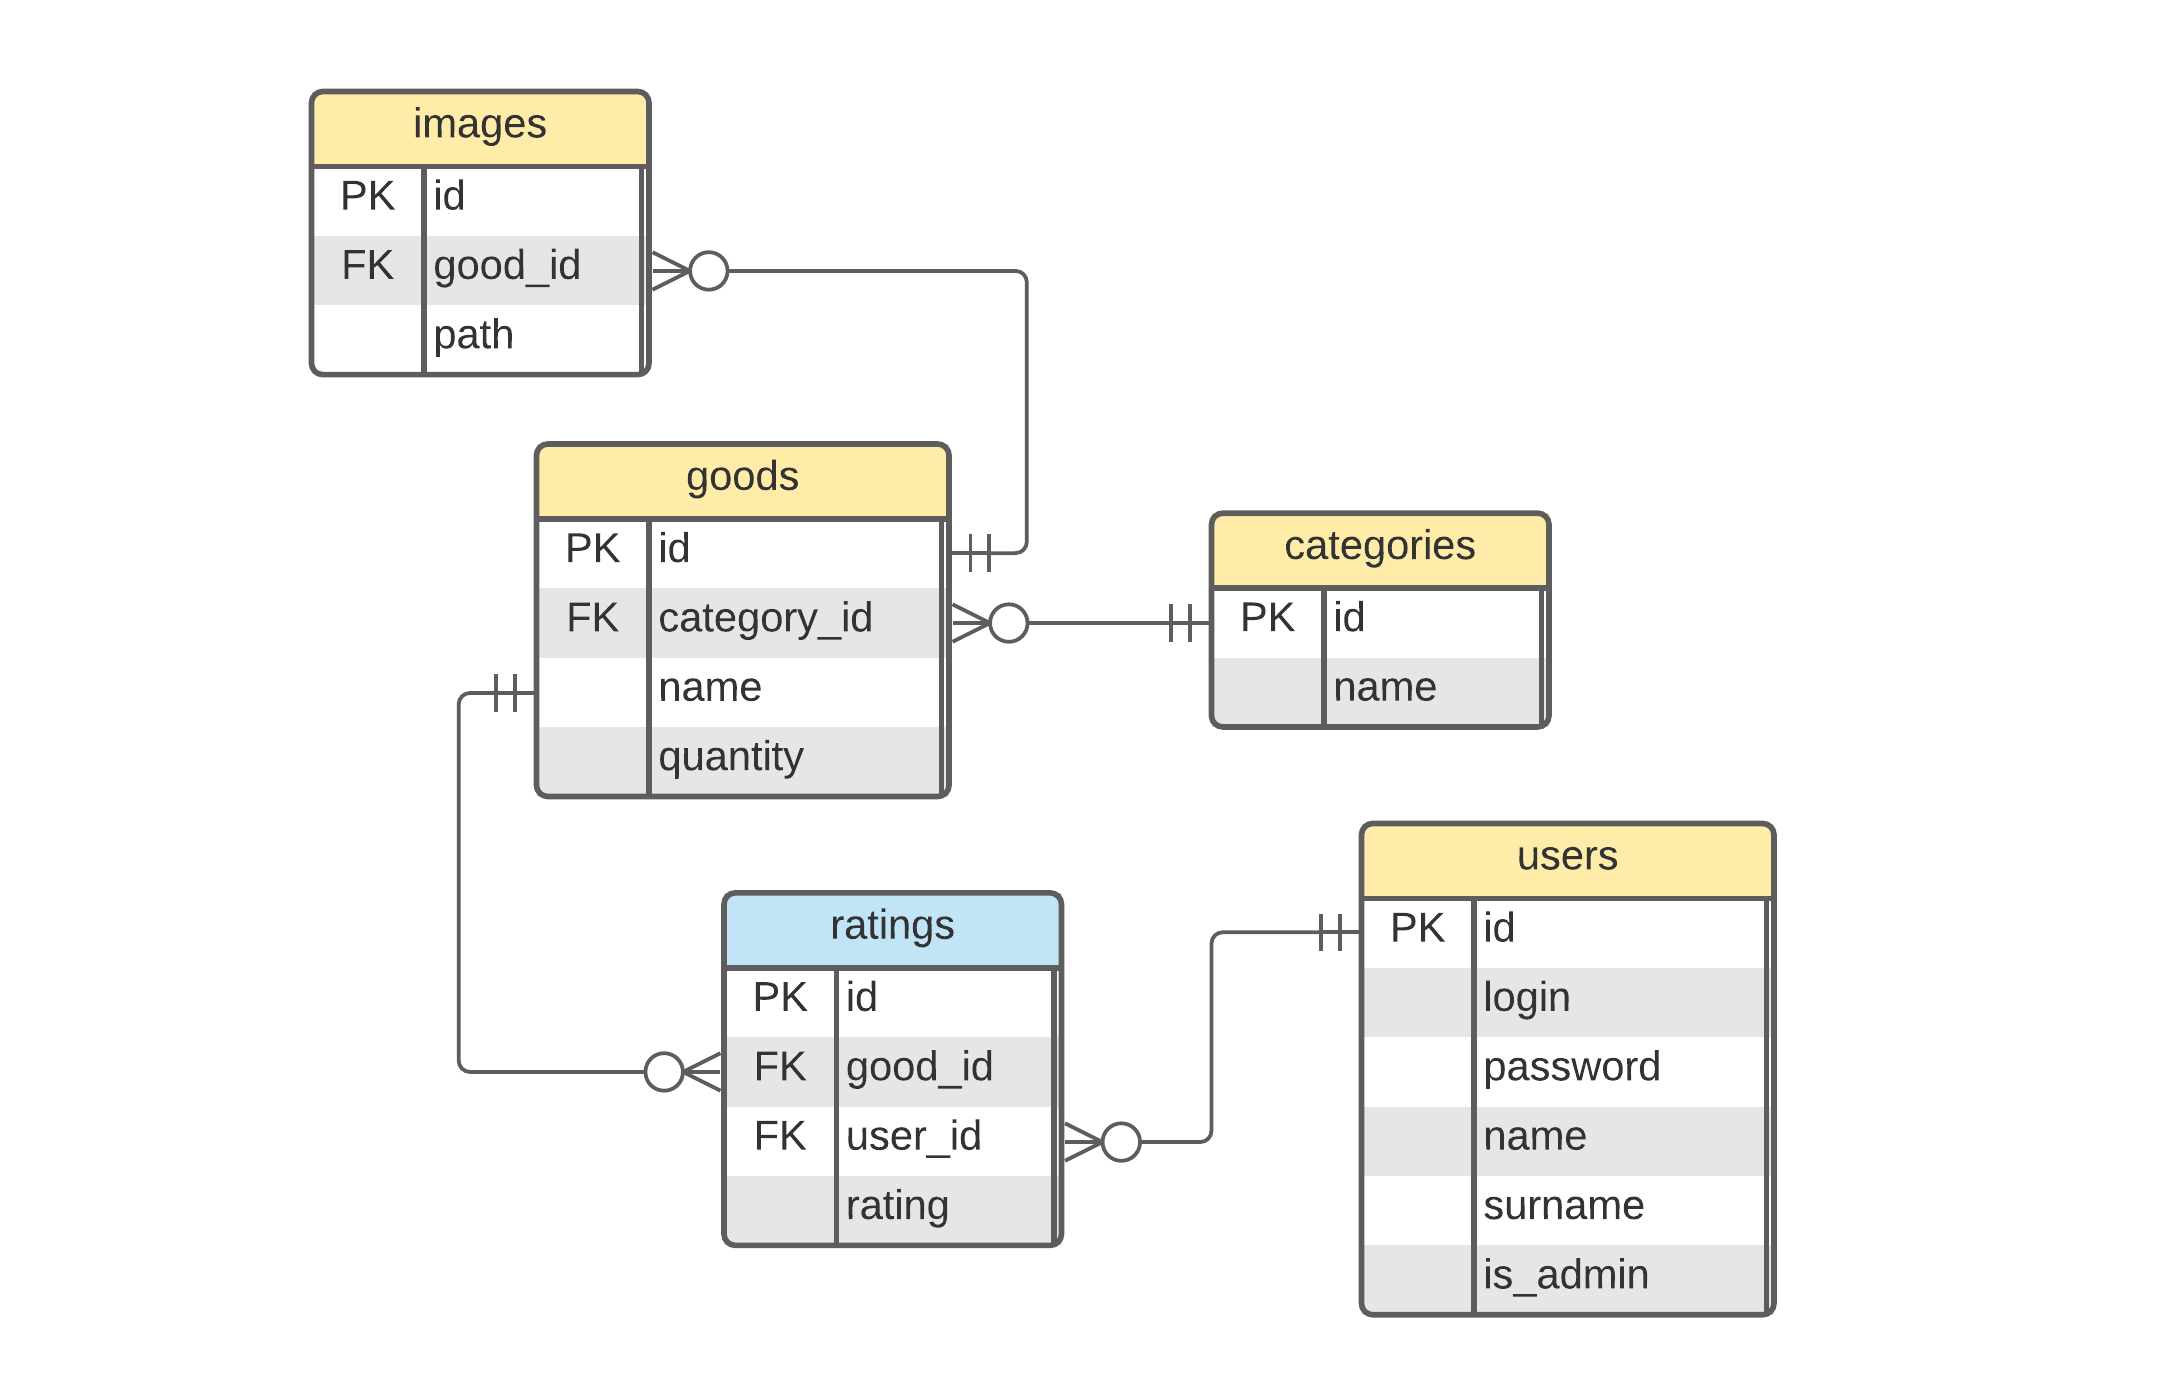 images
PK id
FK good_id
path
goods
PK id
FK category_id
name
quantity
categories
PK id
name
users
PK id
login
password
name
surname
is_admin
ratings
PK id
FK good_id
FK user_id
rating